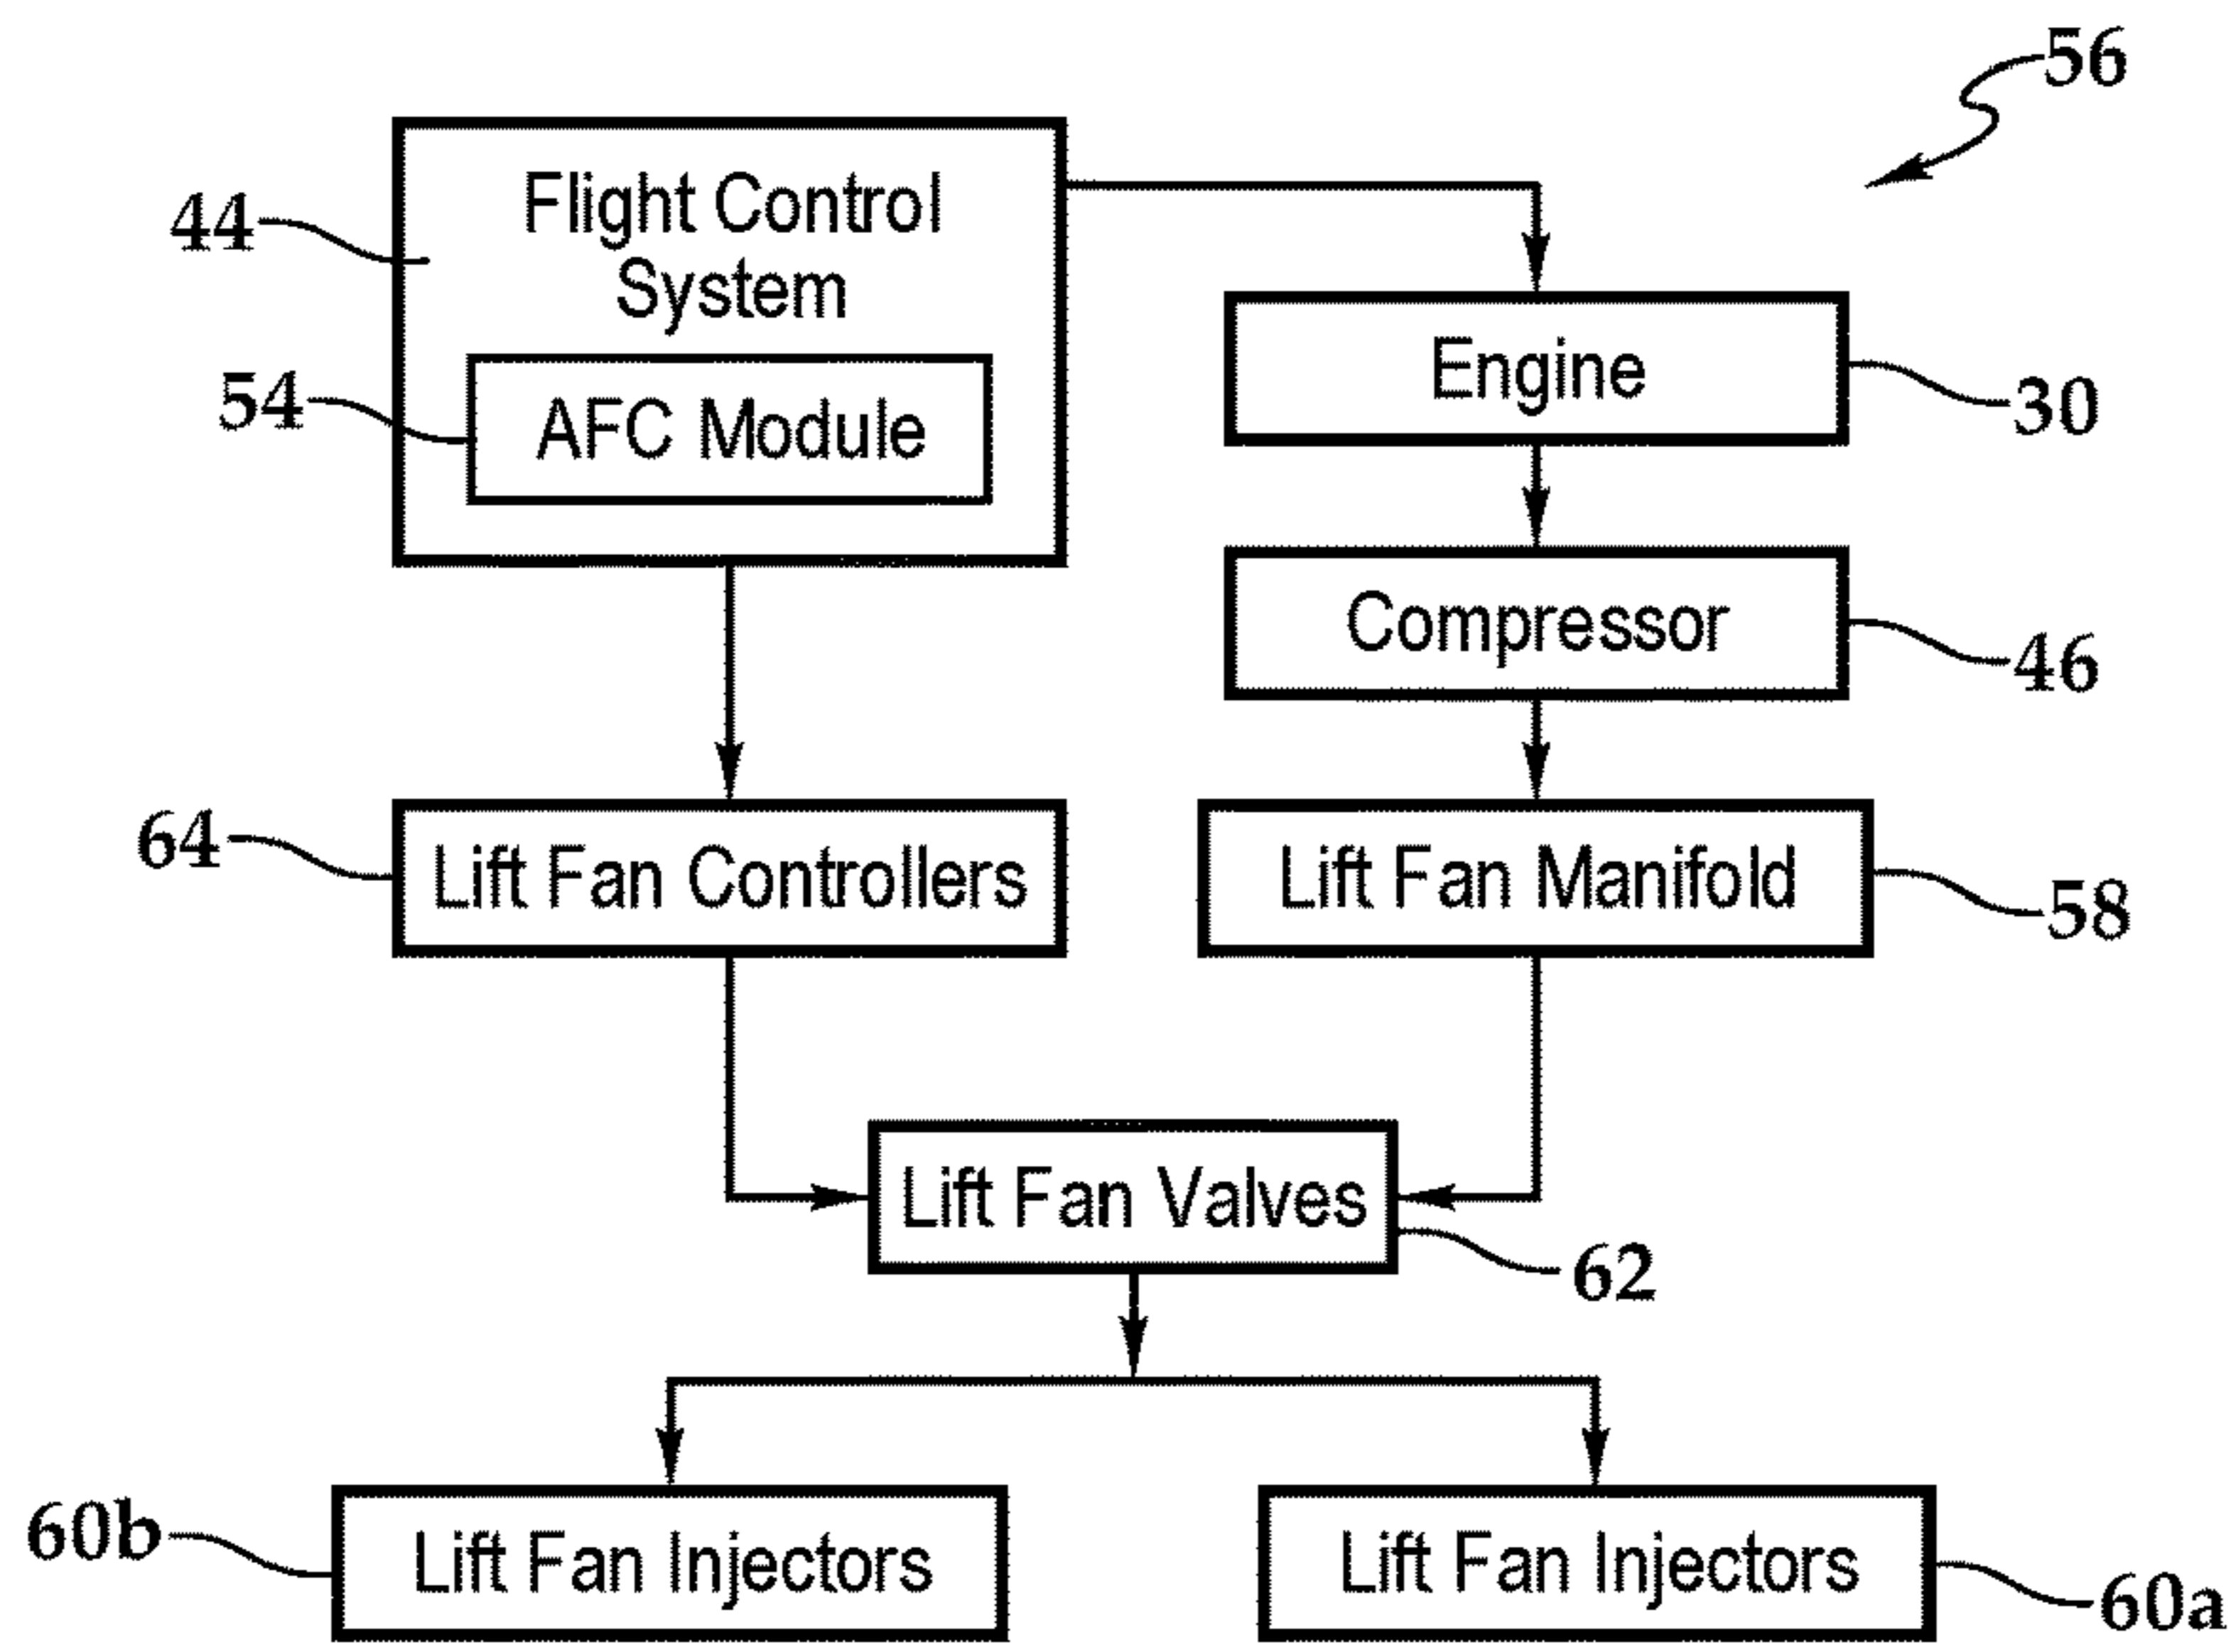 56
44
Flight Control
System
54
AFC Module
Engine
30
Compressor
46
64
Lift Fan Controllers
Lift Fan Manifold
58
Lift Fan Valves
62
60b
Lift Fan Injectors
Lift Fan Injectors
60a